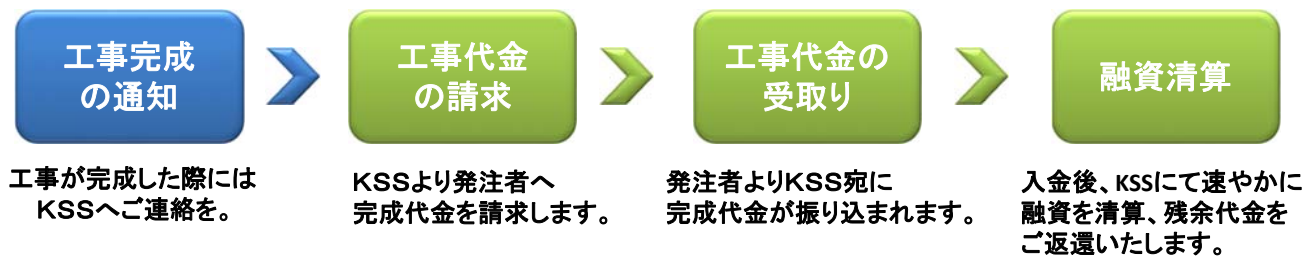 工事完成
の通知
工事が完成した際には
KSSへご連絡を。
工事代金
の請求
KSSより発注者へ
完成代金を請求します。
工事代金の
受取り
発注者よりKSS宛に
完成代金が振り込まれます。
融資清算
入金後、KSSにて速やかに
融資を清算、残余代金を
ご返還いたします。